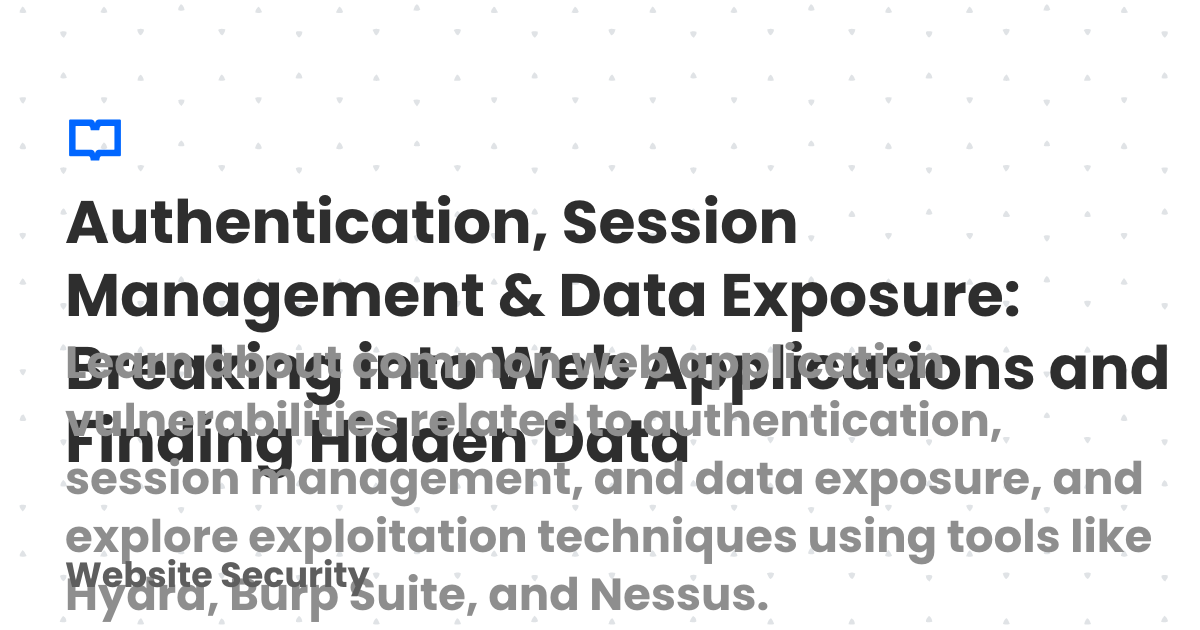 Authentication, Session
Management & Data Exposure:
Breaking into Web Applications and
Finding Hidden Data
Learn about common web application
vulnerabilities related to authentication,
session management, and data exposure, and
explore exploitation techniques using tools like
Hydra, Burp Suite, and Nessus.
Website Security